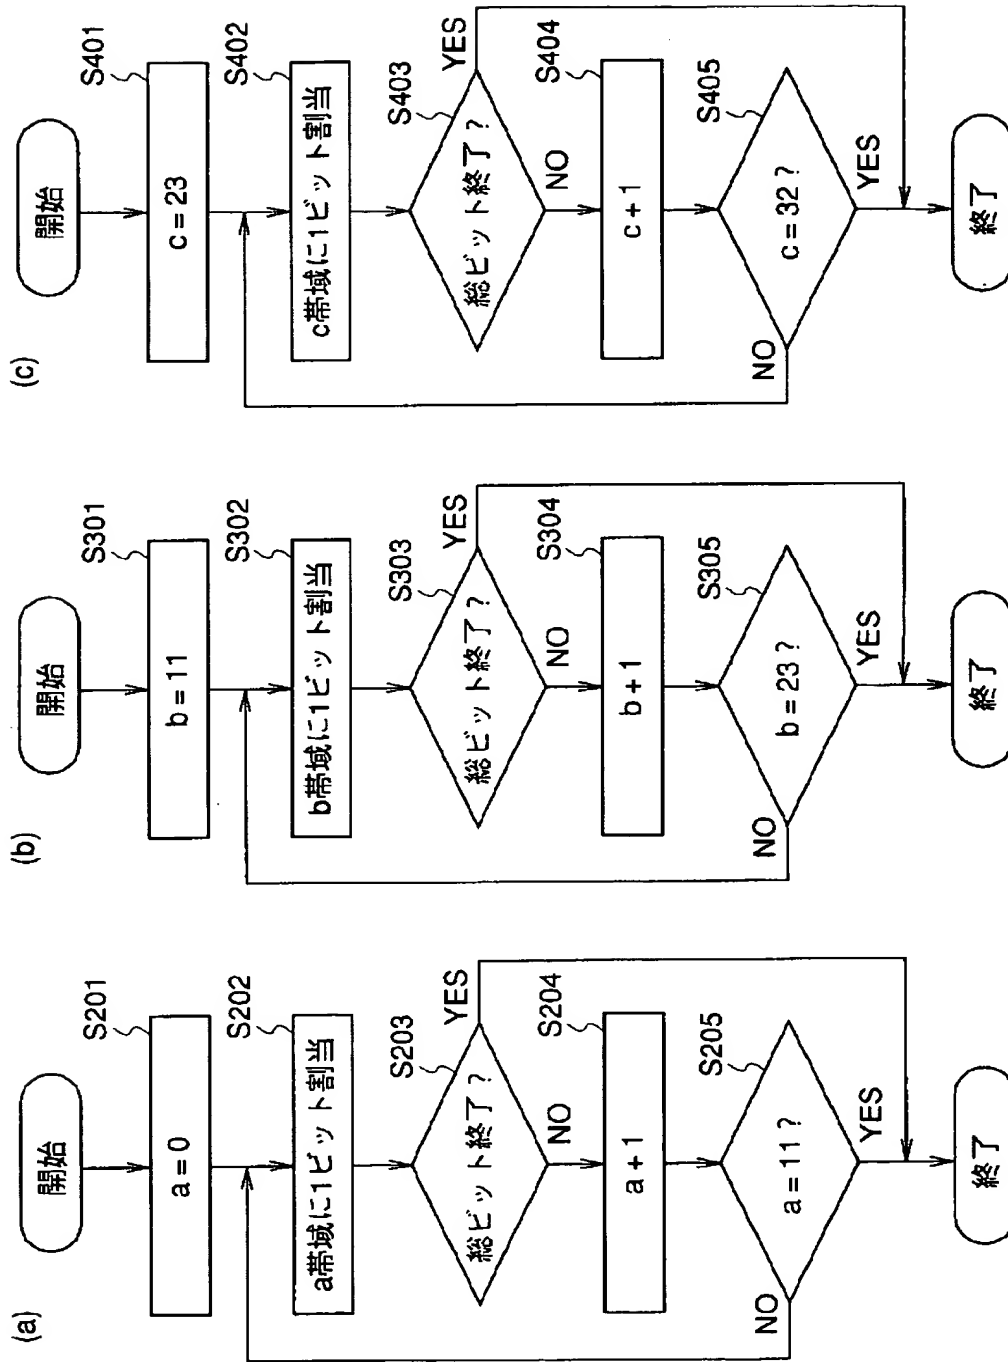 (a)
開始
S201
a = 0
S202
a帯域に1ビット割当
S203
総ビット終了?
YES
NO
S204
a + 1
S205
a = 11 ?
NO
YES
終了
(b)
開始
S301
b = 11
S302
b帯域に1ビット割当
S303
総ビット終了?
YES
NO
S304
b + 1
S305
b = 23 ?
NO
YES
終了
(c)
開始
S401
c = 23
S402
c帯域に1ビット割当
S403
総ビット終了?
YES
NO
S404
c + 1
S405
c = 32 ?
NO
YES
終了